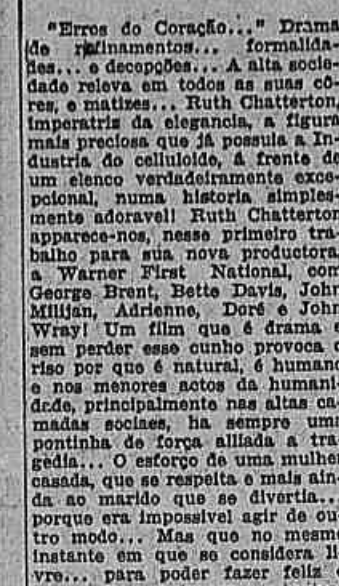 "Erros do Coração..." Drama
de refinamentos... formalida-
des... e decepções... A alta socie-
dade releva em todos as suas cô-
res, e matizes... Ruth Chatterton,
imperatriz da elegancia, a figura
mais preciosa que já possuia a In-
dustria do celluloide, á frente de
um elenco verdadeiramente exce-
pcional, numa historia simples-
mente adoravel! Ruth Chatterton
apparece-nos, nesse primeiro tra-
balho para sua nova productora,
a Warner First National, com
George Brent, Bette Davis, John
Miljan, Adrienne, Doré e John
Wray! Um film que é drama e
sem perder esse cunho provoca o
riso por que é natural, é humano
e nos menores actos da humani-
dade, principalmente nas altas ca-
madas sociaes, ha sempre uma
pontinha de força alliada a tra-
gédia... O esforço de uma mulher
casada, que se respeita e mais ain-
da ao marido que se divertia...
porque era impossivel agir de ou-
tro modo... Mas que no mesmo
instante em que se considera li-
vre... para poder fazer feliz